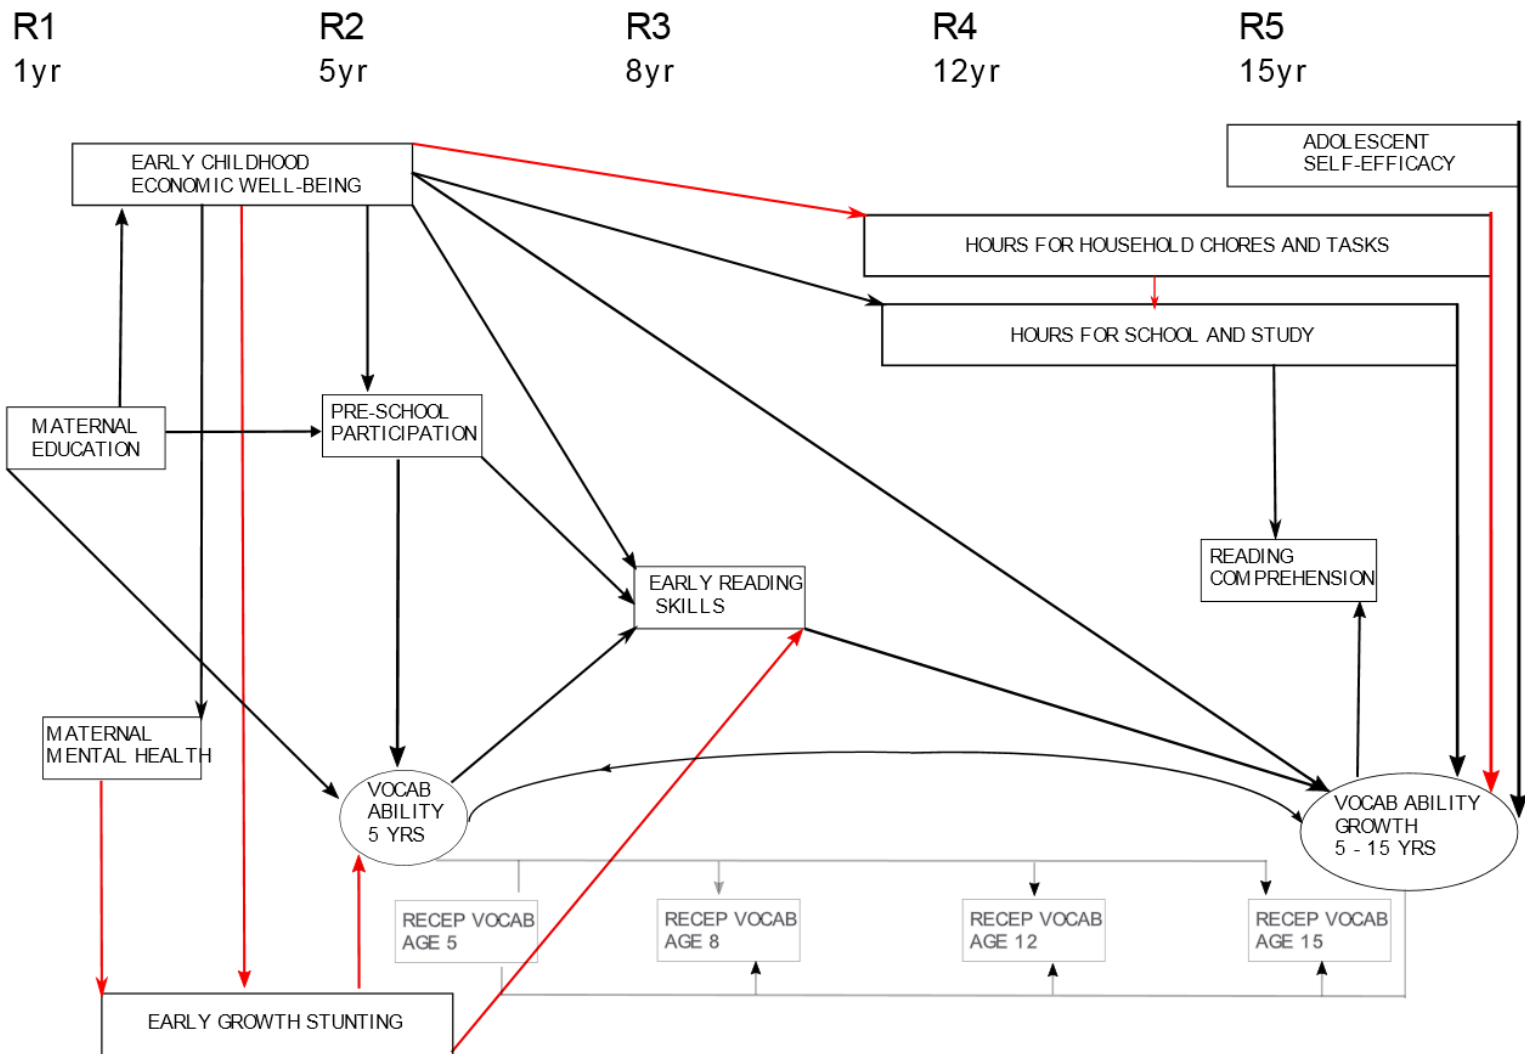 R1
1yr
R2
5yr
R3
8yr
R4
12yr
R5
15yr
EARLY CHILDHOOD
ECONOMIC WELL-BEING
ADOLESCENT
SELF-EFFICACY
HOURS FOR HOUSEHOLD CHORES AND TASKS
HOURS FOR SCHOOL AND STUDY
MATERNAL
EDUCATION
PRE-SCHOOL
PARTICIPATION
EARLY READING
SKILLS
READING
COMPREHENSION
MATERNAL
MENTAL HEALTH
VOCAB
ABILITY
5 YRS
VOCAB ABILITY
GROWTH
5 - 15 YRS
RECEP VOCAB
AGE 5
RECEP VOCAB
AGE 8
RECEP VOCAB
AGE 12
RECEP VOCAB
AGE 15
EARLY GROWTH STUNTING